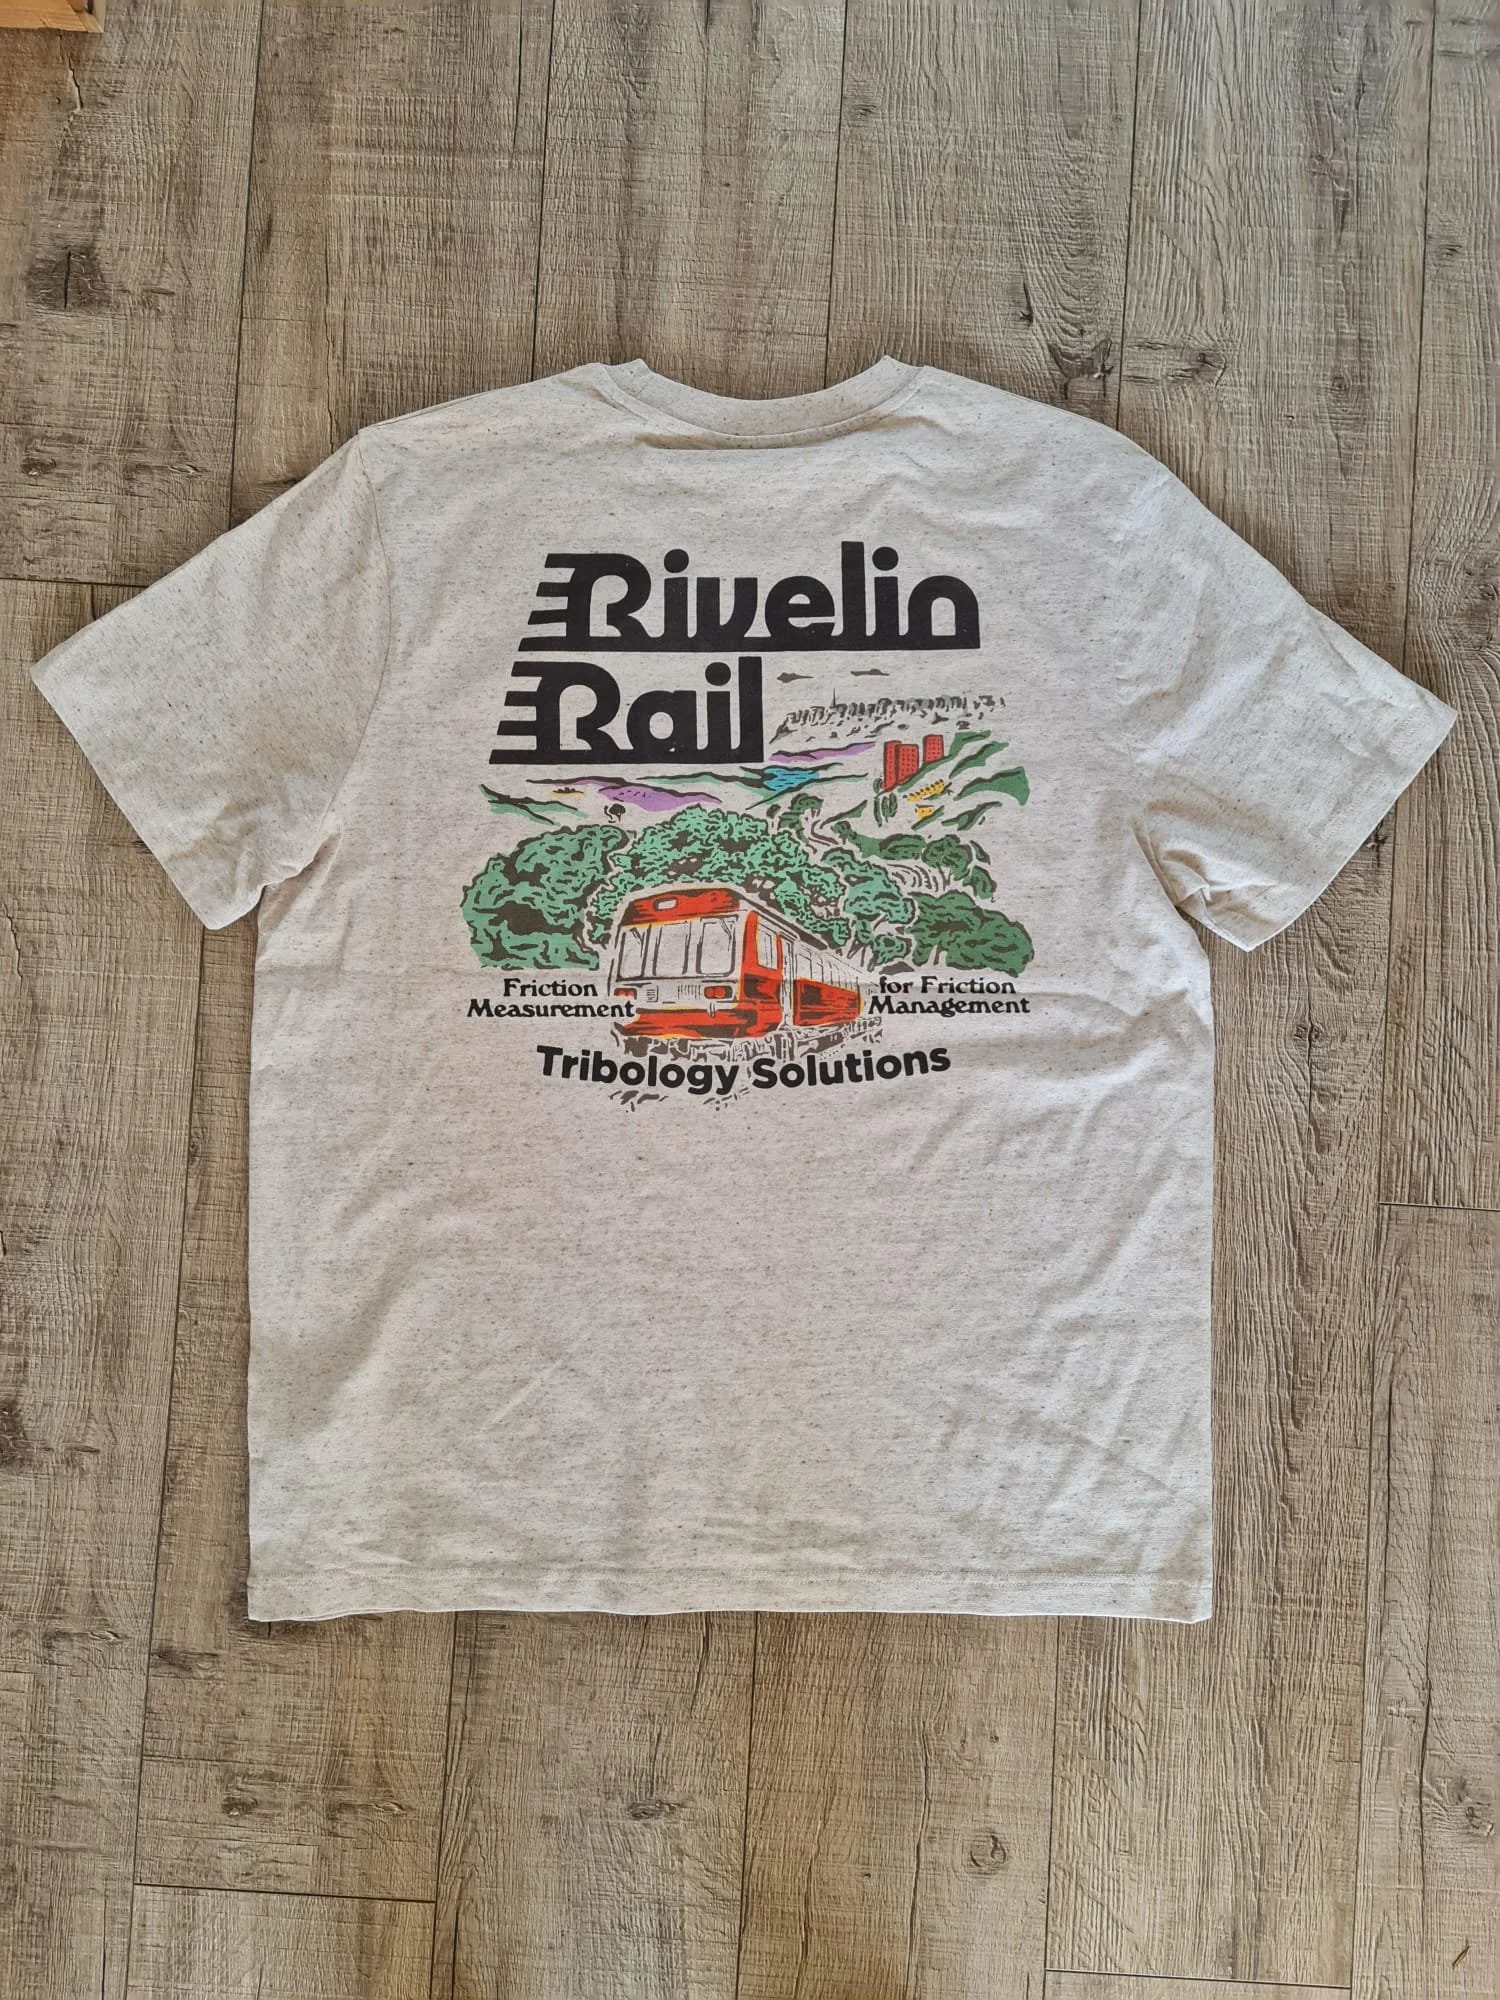 Rivelin
Rail
Friction
Measurement
for Friction
Management
Tribology Solutions